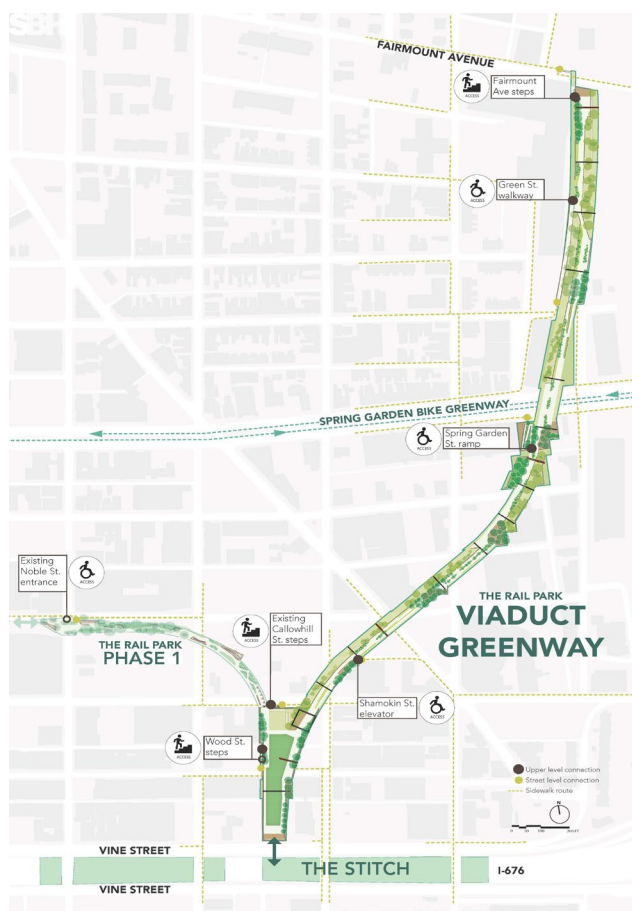 FAIRMOUNT AVENUE
ACCESS
Fairmount
Ave steps
ACCESS
Green St.
walkway
SPRING GARDEN BIKE GREENWAY
ACCESS
Spring Garden
St. ramp
Existing
Noble St.
entrance
ACCESS
THE RAIL PARK
PHASE 1
ACCESS
Existing
Callowhill
St. steps
THE RAIL PARK
VIADUCT
GREENWAY
Shamokin St.
elevator
ACCESS
ACCESS
Wood St.
steps
Upper level connection
Street level connection
Sidewalk route
N
VINE STREET
THE STITCH
I-676
VINE STREET